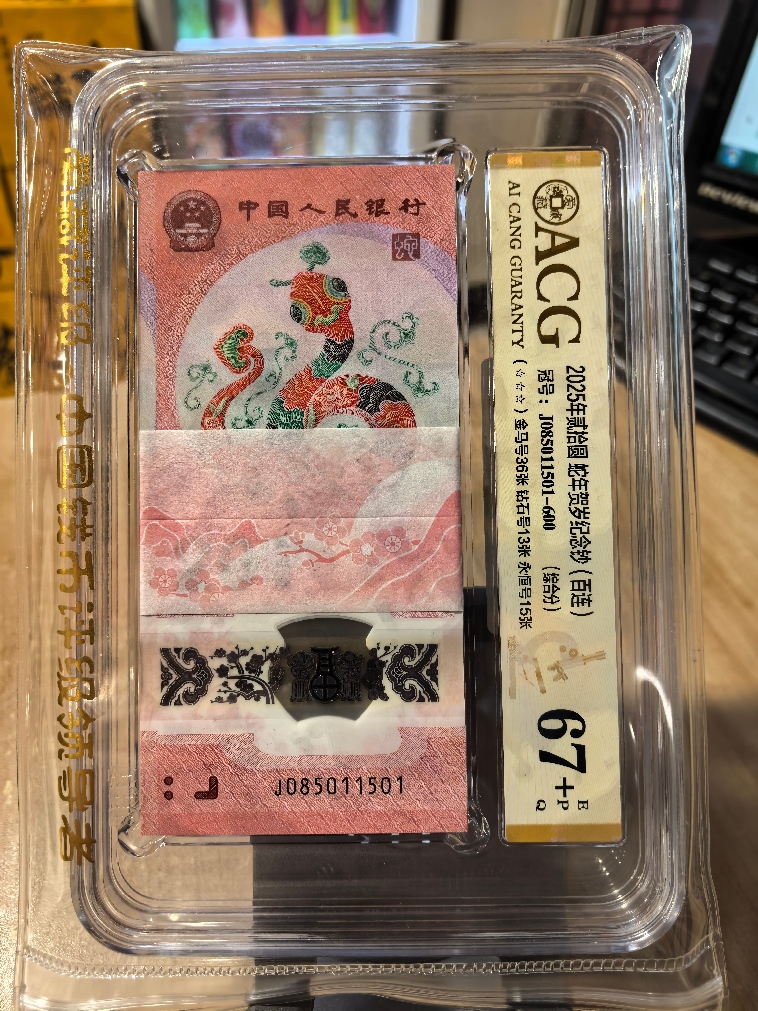 中国人民银行
J085011501
ACG
AI CANG GUARANTY
2025年贰拾圆 蛇年贺岁纪念钞（百连）
冠号：J085011501-600 （综合分）
（☆☆☆）金马号36张 钻石号13张 永恒号15张
67+
E
P
Q
中国钱币评级领导者